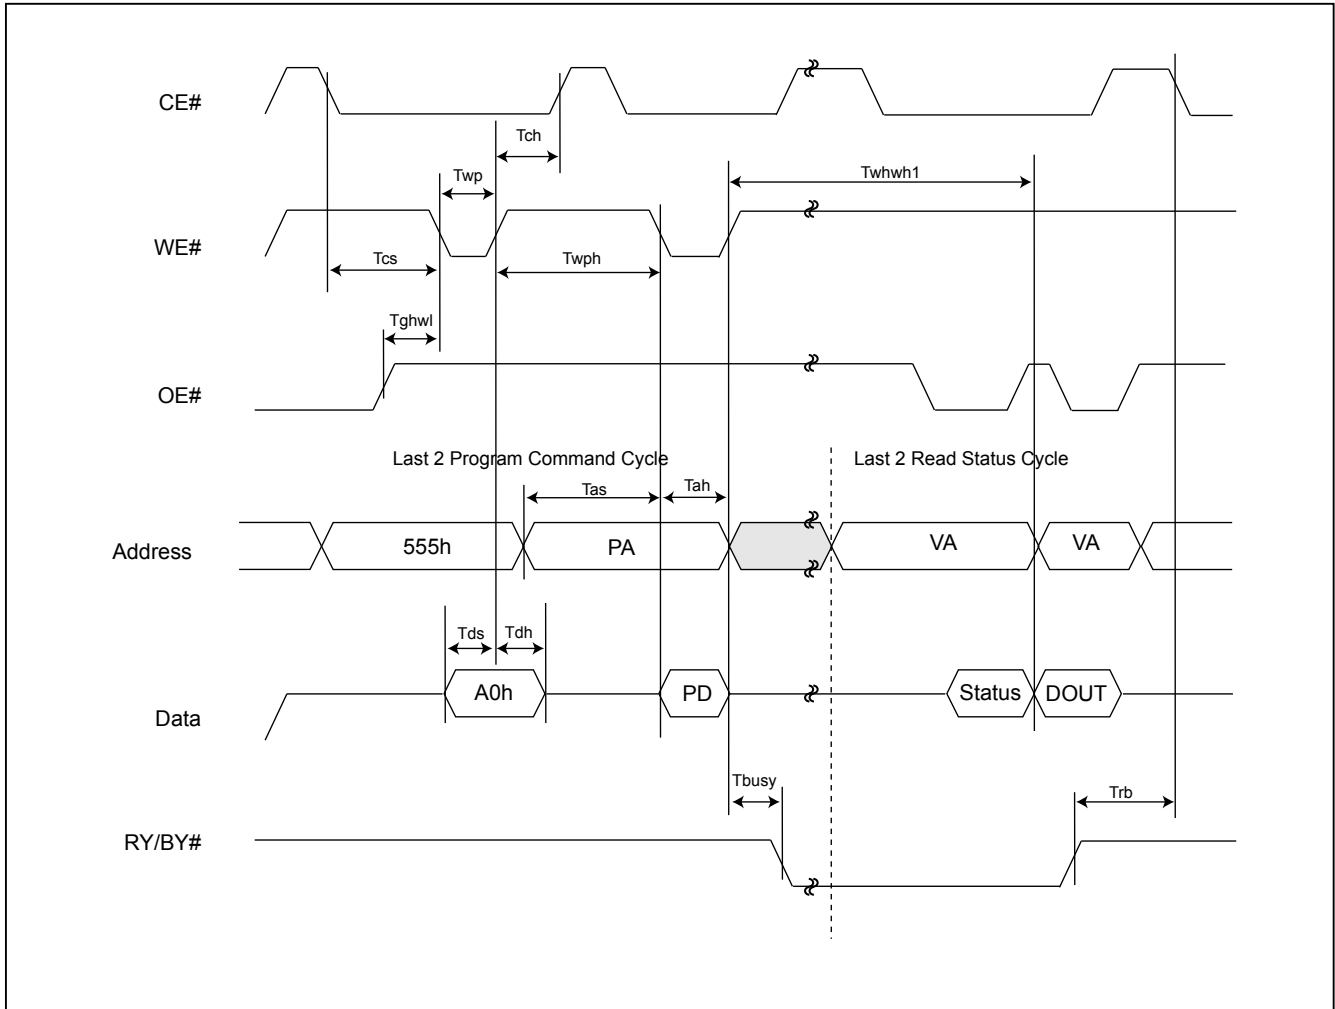 CE#
Tch
Twp
Twhwh1
WE#
Tcs
Twph
Tghwl
OE#
Last 2 Program Command Cycle
Last 2 Read Status Cycle
Tas
Tah
Address
555h
PA
VA
VA
Tds
Tdh
Data
A0h
PD
Status
DOUT
Tbusy
Trb
RY/BY#